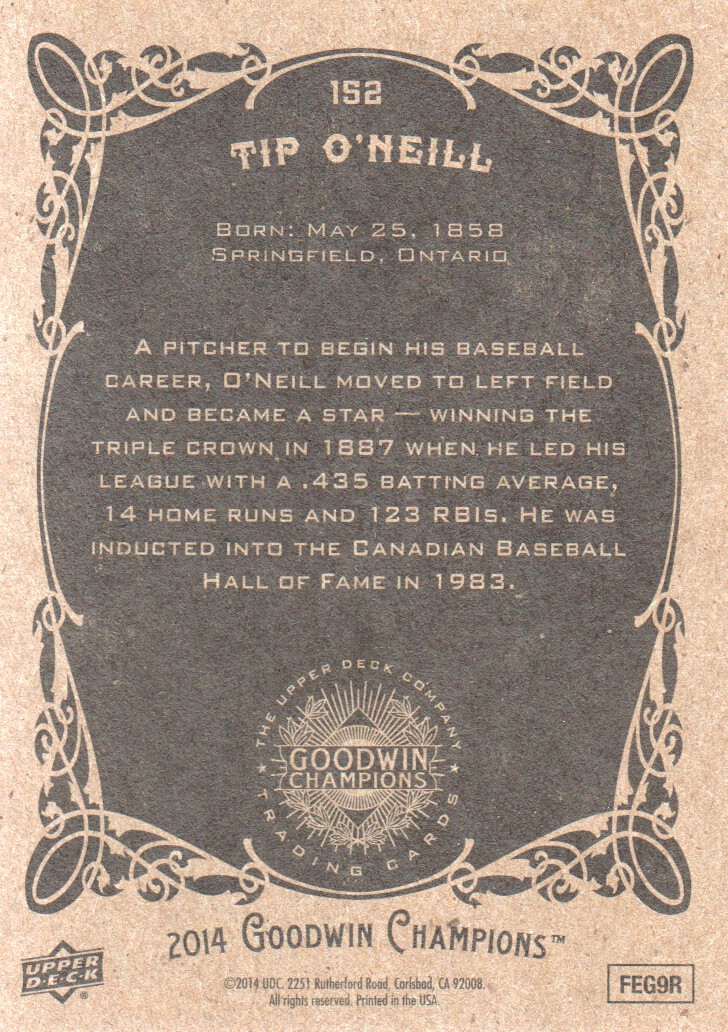 152
TIP O'NEILL
BORN: MAY 25, 1858
SPRINGFIELD, ONTARIO
A PITCHER TO BEGIN HIS BASEBALL
CAREER, O'NEILL MOVED TO LEFT FIELD
AND BECAME A STAR — WINNING THE
TRIPLE CROWN IN 1887 WHEN HE LED HIS
LEAGUE WITH A .435 BATTING AVERAGE,
14 HOME RUNS AND 123 RBIs. HE WAS
INDUCTED INTO THE CANADIAN BASEBALL
HALL OF FAME IN 1983.
THE UPPER DECK COMPANY
GOODWIN
CHAMPIONS
★ TRADING CARDS ★
2014 GOODWIN CHAMPIONS™
UPPER
D·E·C·K®
©2014 UDC. 2251 Rutherford Road, Carlsbad, CA 92008.
All rights reserved. Printed in the USA.
FEG9R